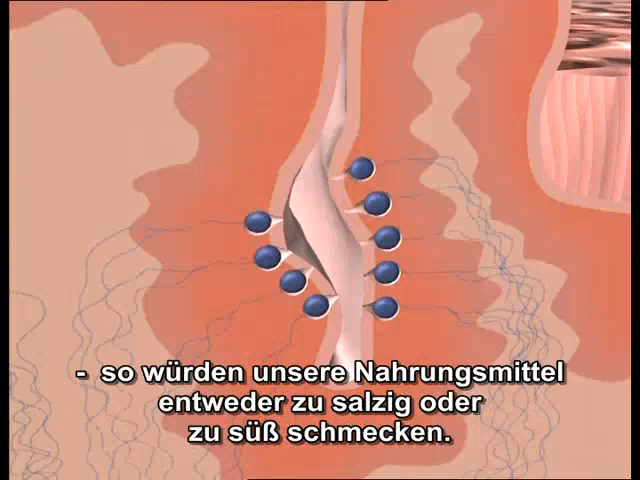 - so würden unsere Nahrungsmittel
entweder zu salzig oder
zu süß schmecken.